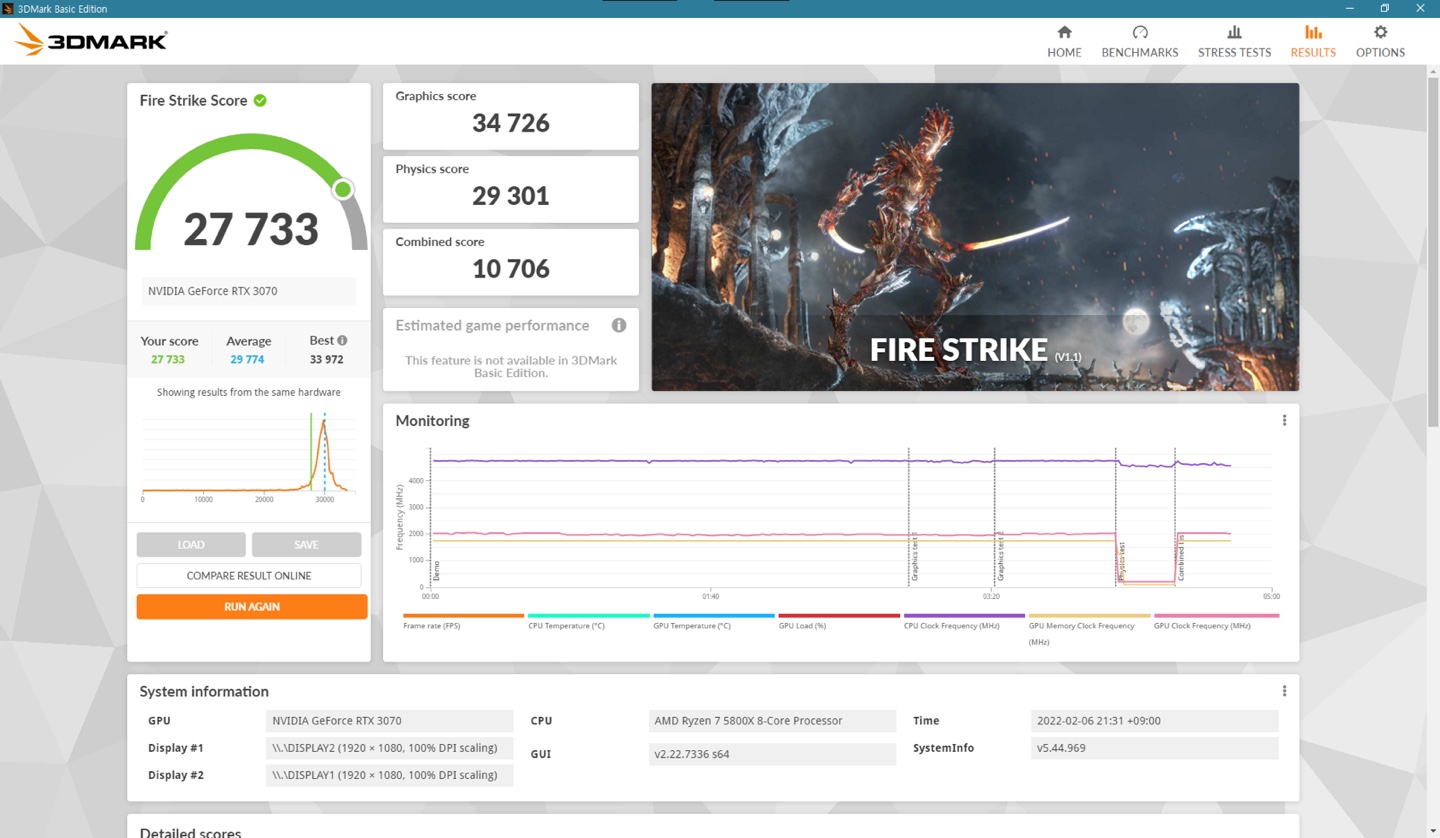 3DMark Basic Edition
3DMARK
HOME
BENCHMARKS
STRESS TESTS
RESULTS
OPTIONS
Fire Strike Score
27 733
NVIDIA GeForce RTX 3070
Your score
Average
Best
27 733
29 774
33 972
Showing results from the same hardware
0
10000
20000
30000
LOAD
SAVE
COMPARE RESULT ONLINE
RUN AGAIN
Graphics score
34 726
Physics score
29 301
Combined score
10 706
Estimated game performance
This feature is not available in 3DMark
Basic Edition.
FIRE STRIKE (V1.1)
Monitoring
Frequency (MHz)
4000
3000
2000
1000
0
Demo
Graphics test 1
Graphics test 2
Physics test
00:00
01:40
03:20
05:00
Frame rate (FPS)
CPU Temperature (°C)
GPU Temperature (°C)
GPU Load (%)
CPU Clock Frequency (MHz)
GPU Memory Clock Frequency
(MHz)
GPU Clock Frequency (MHz)
System information
GPU
NVIDIA GeForce RTX 3070
Display #1
\\.\DISPLAY2 (1920 × 1080, 100% DPI scaling)
Display #2
\\.\DISPLAY1 (1920 × 1080, 100% DPI scaling)
CPU
AMD Ryzen 7 5800X 8-Core Processor
GUI
v2.22.7336 s64
Time
2022-02-06 21:31 +09:00
SystemInfo
v5.44.969
Detailed scores